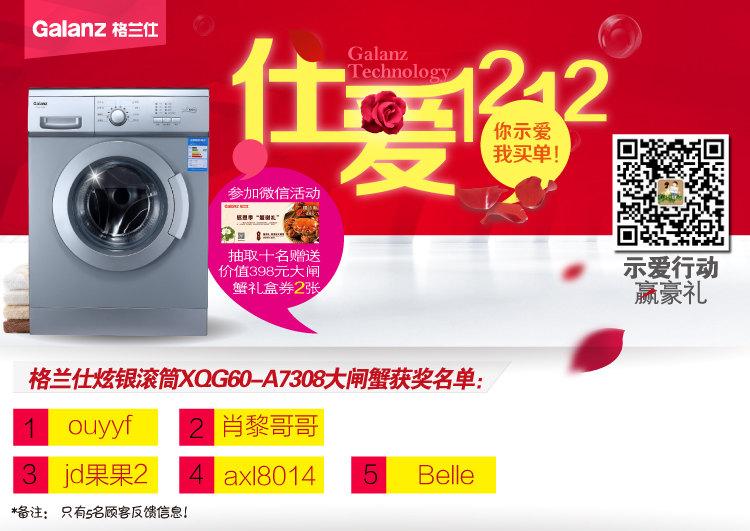 Galanz 格兰仕
Galanz
Technology
仕爱1212
你示爱
我买单!
Galanz
参加微信活动
抽取十名赠送
价值398元大闸
蟹礼盒券2张
示爱行动
赢豪礼
格兰仕炫银滚筒XQG60-A7308大闸蟹获奖名单:
1 ouyyf
2 肖黎哥哥
3 jd果果2
4 axl8014
5 Belle
*备注: 只有5名顾客反馈信息!